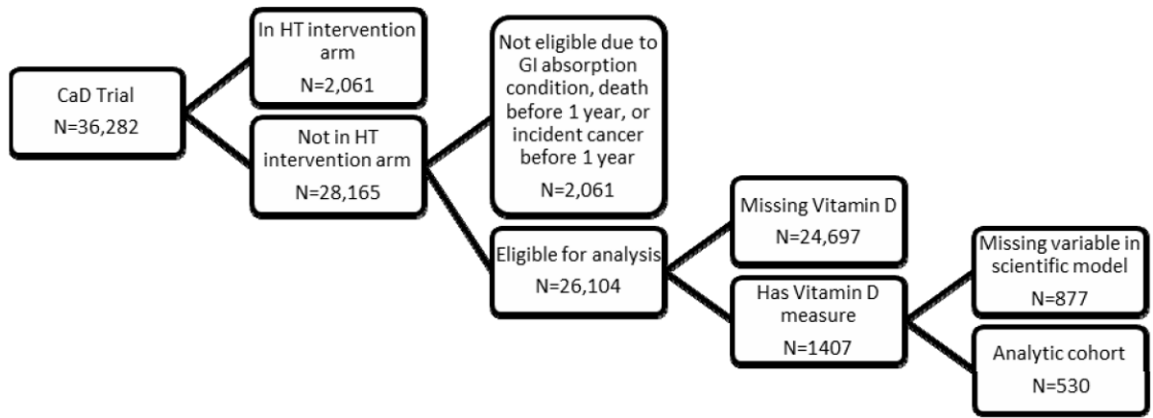 CaD Trial
N=36,282
In HT intervention
arm
N=2,061
Not in HT
intervention arm
N=28,165
Not eligible due to
GI absorption
condition, death
before 1 year, or
incident cancer
before 1 year
N=2,061
Eligible for analysis
N=26,104
Missing Vitamin D
N=24,697
Has Vitamin D
measure
N=1407
Missing variable in
scientific model
N=877
Analytic cohort
N=530